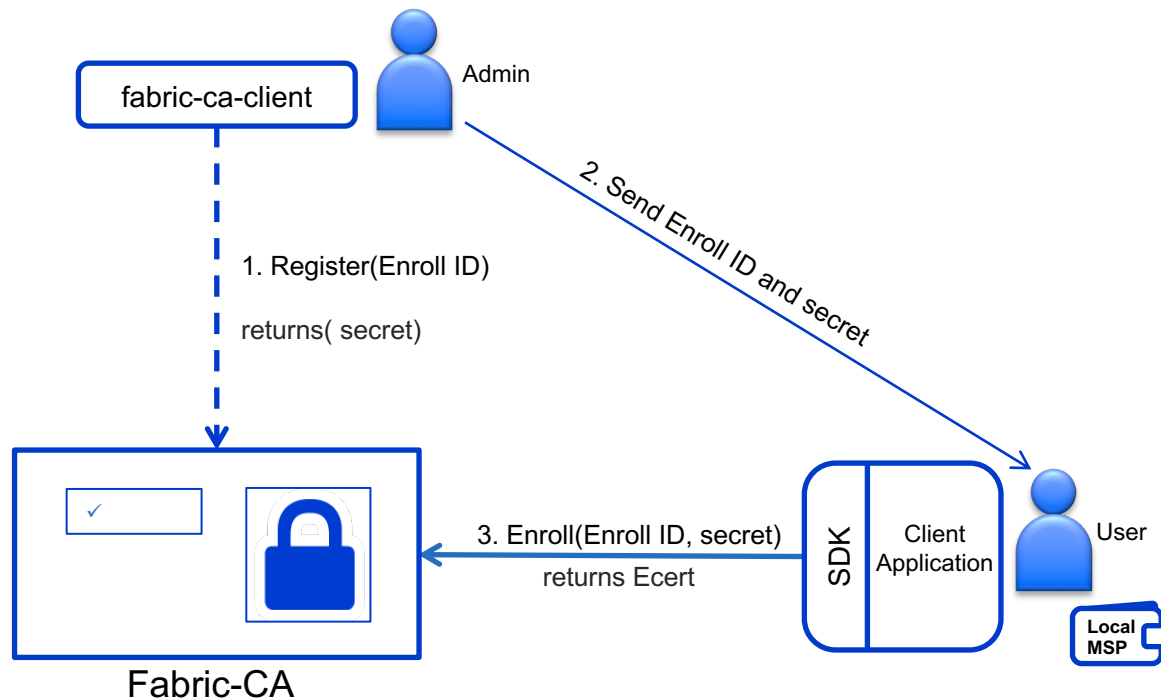 fabric-ca-client
Admin
2. Send Enroll ID and secret
1. Register(Enroll ID)
returns( secret)
3. Enroll(Enroll ID, secret)
returns Ecert
SDK
Client
Application
User
Local
MSP
Fabric-CA